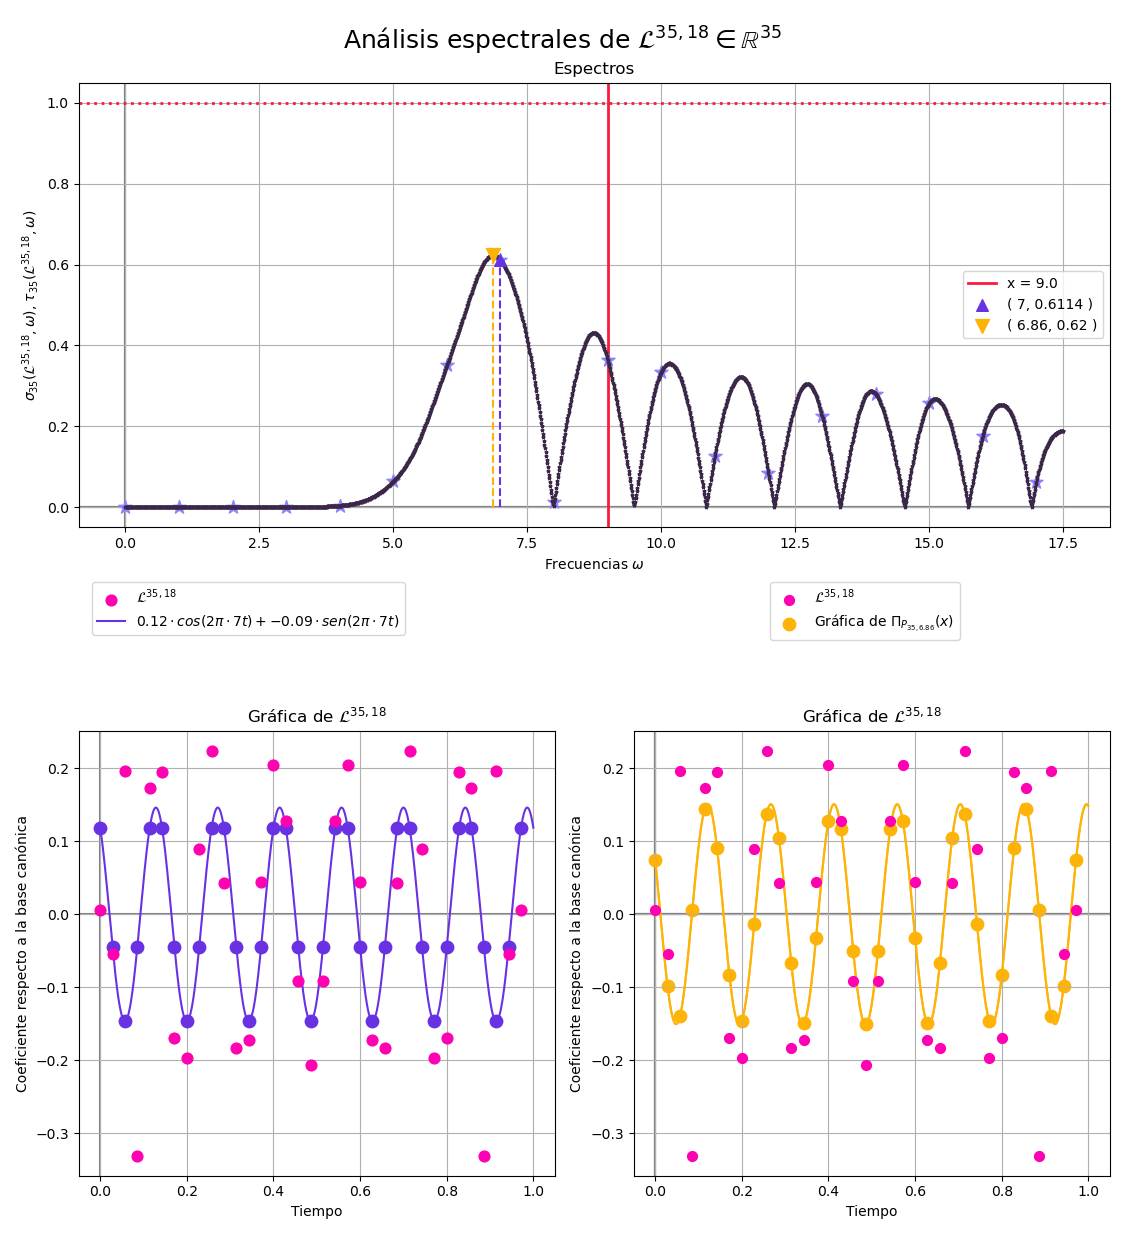 Análisis espectrales de 𝓛^{35,18} ∈ ℝ^{35}
Espectros
σ_{35}(𝓛^{35,18}, ω), τ_{35}(𝓛^{35,18}, ω)
1.0
0.8
0.6
0.4
0.2
0.0
x = 9.0
( 7, 0.6114 )
( 6.86, 0.62 )
0.0 2.5 5.0 7.5 10.0 12.5 15.0 17.5
Frecuencias ω
𝓛^{35,18}
0.12 · cos(2π · 7t) + −0.09 · sen(2π · 7t)
𝓛^{35,18}
Gráfica de Π_{P_{35,6.86}}(x)
Gráfica de 𝓛^{35,18}
Coeficiente respecto a la base canónica
0.2
0.1
0.0
−0.1
−0.2
−0.3
0.0 0.2 0.4 0.6 0.8 1.0
Tiempo
Gráfica de 𝓛^{35,18}
Coeficiente respecto a la base canónica
0.2
0.1
0.0
−0.1
−0.2
−0.3
0.0 0.2 0.4 0.6 0.8 1.0
Tiempo